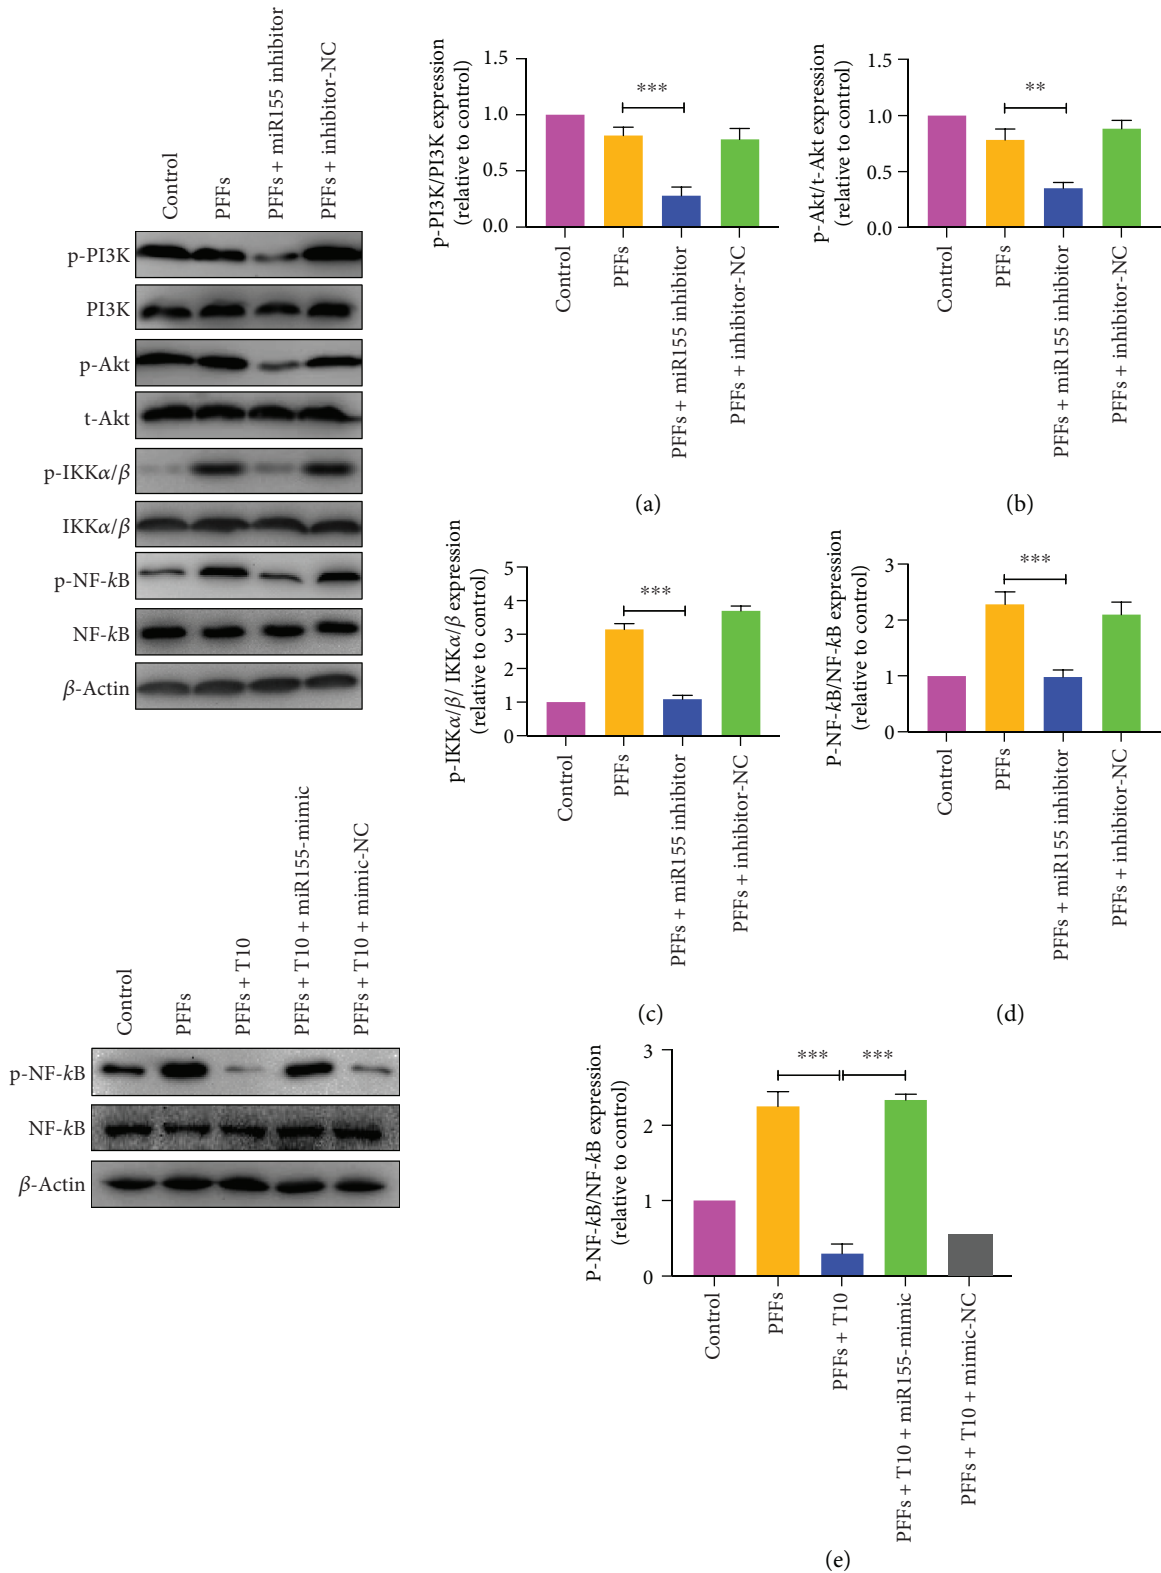 Control
PFFs
PFFs + miR155 inhibitor
PFFs + inhibitor-NC
p-PI3K
PI3K
p-Akt
t-Akt
p-IKKα/β
IKKα/β
p-NF-kB
NF-kB
β-Actin
p-PI3K/PI3K expression
(relative to control)
1.5
1.0
0.5
0.0
***
Control
PFFs
PFFs + miR155 inhibitor
PFFs + inhibitor-NC
(a)
p-Akt/t-Akt expression
(relative to control)
1.5
1.0
0.5
0.0
**
Control
PFFs
PFFs + miR155 inhibitor
PFFs + inhibitor-NC
(b)
p-IKKα/β/ IKKα/β expression
(relative to control)
5
4
3
2
1
0
***
Control
PFFs
PFFs + miR155 inhibitor
PFFs + inhibitor-NC
(c)
P-NF-kB/NF-kB expression
(relative to control)
3
2
1
0
***
Control
PFFs
PFFs + miR155 inhibitor
PFFs + inhibitor-NC
(d)
Control
PFFs
PFFs + T10
PFFs + T10 + miR155-mimic
PFFs + T10 + mimic-NC
p-NF-kB
NF-kB
β-Actin
P-NF-kB/NF-kB expression
(relative to control)
3
2
1
0
***
***
Control
PFFs
PFFs + T10
PFFs + T10 + miR155-mimic
PFFs + T10 + mimic-NC
(e)